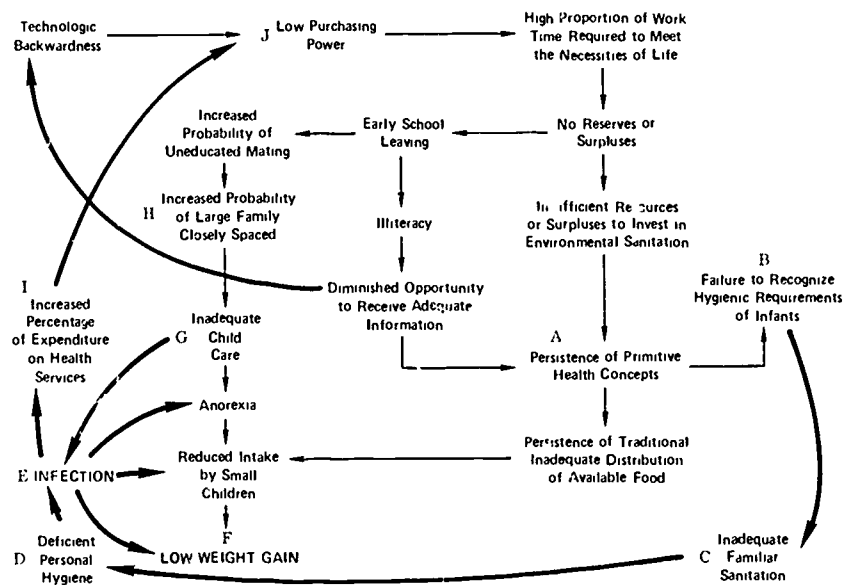 Technologic
Backwardness
J Low Purchasing
Power
High Proportion of Work
Time Required to Meet
the Necessities of Life
Increased
Probability of
Uneducated Mating
Early School
Leaving
No Reserves or
Surpluses
H Increased Probability
of Large Family
Closely Spaced
Illiteracy
or Surpluses to Invest in
Environmental Sanitation
B
Failure to Recognize
Hygienic Requirements
of Infants
I
Increased
Percentage
of Expenditure
on Health
Services
Diminished Opportunity
to Receive Adequate
Information
G Inadequate
Child
Care
A
Persistence of Primitive
Health Concepts
Anorexia
E INFECTION
Reduced Intake
by Small
Children
Persistence of Traditional
Inadequate Distribution
of Available Food
F
LOW WEIGHT GAIN
D Deficient
Personal
Hygiene
C Inadequate
Familiar
Sanitation